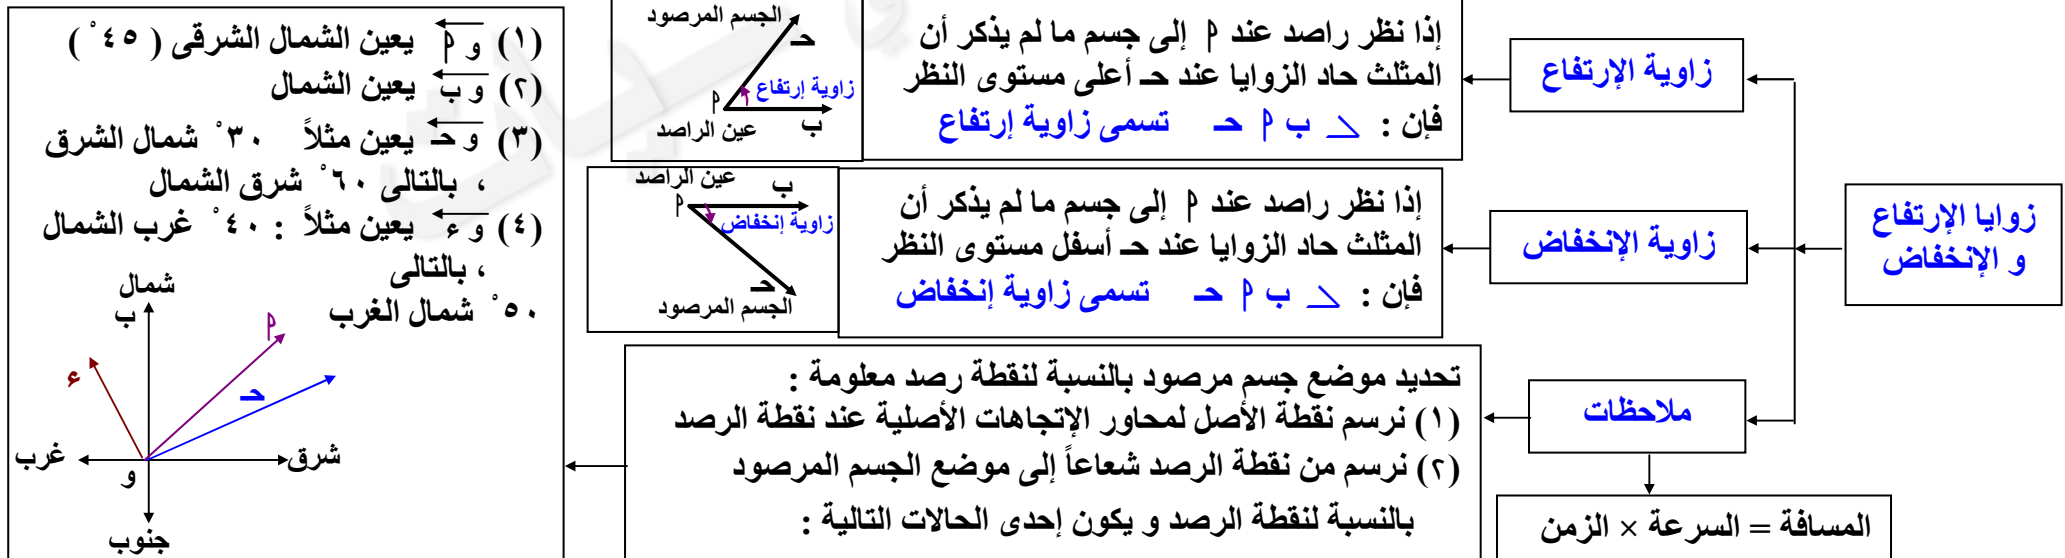 زوايا الإرتفاع
و الإنخفاض
زاوية الإرتفاع
إذا نظر راصد عند ‎P‎ إلى جسم ما لم يذكر أن
المثلث حاد الزوايا عند حـ أعلى مستوى النظر
فإن : ∠ ب ‎P‎ حـ تسمى زاوية إرتفاع
الجسم المرصود
حـ
زاوية إرتفاع
‎P‎
ب
عين الراصد
زاوية الإنخفاض
إذا نظر راصد عند ‎P‎ إلى جسم ما لم يذكر أن
المثلث حاد الزوايا عند حـ أسفل مستوى النظر
فإن : ∠ ب ‎P‎ حـ تسمى زاوية إنخفاض
عين الراصد
ب
‎P‎
زاوية إنخفاض
حـ
الجسم المرصود
ملاحظات
المسافة = السرعة × الزمن
تحديد موضع جسم مرصود بالنسبة لنقطة رصد معلومة :
(١) نرسم نقطة الأصل لمحاور الإتجاهات الأصلية عند نقطة الرصد
(٢) نرسم من نقطة الرصد شعاعاً إلى موضع الجسم المرصود
بالنسبة لنقطة الرصد و يكون إحدى الحالات التالية :
(١) و ‎P‎ يعين الشمال الشرقى ( ٤٥ ْ )
(٢) و ب يعين الشمال
(٣) و حـ يعين مثلاً ٣٠ ْ شمال الشرق
، بالتالى ٦٠ ْ شرق الشمال
(٤) و ء يعين مثلاً : ٤٠ ْ غرب الشمال
، بالتالى
٥٠ ْ شمال الغرب
شمال
ب
‎P‎
ء
حـ
شرق
غرب
و
جنوب